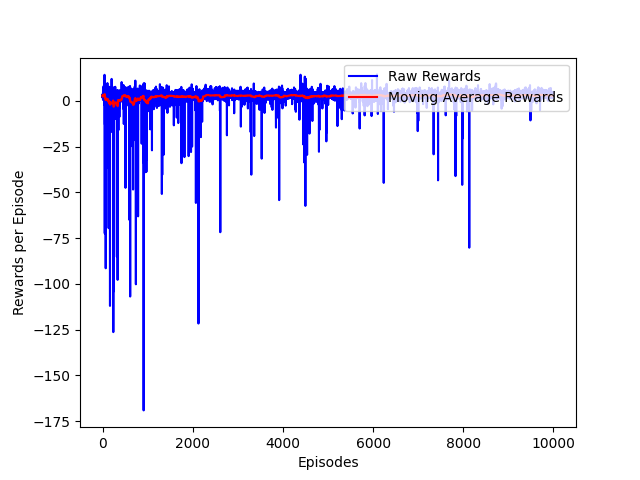 Raw Rewards
Moving Average Rewards
0
−25
−50
−75
−100
−125
−150
−175
Rewards per Episode
0 2000 4000 6000 8000 10000
Episodes